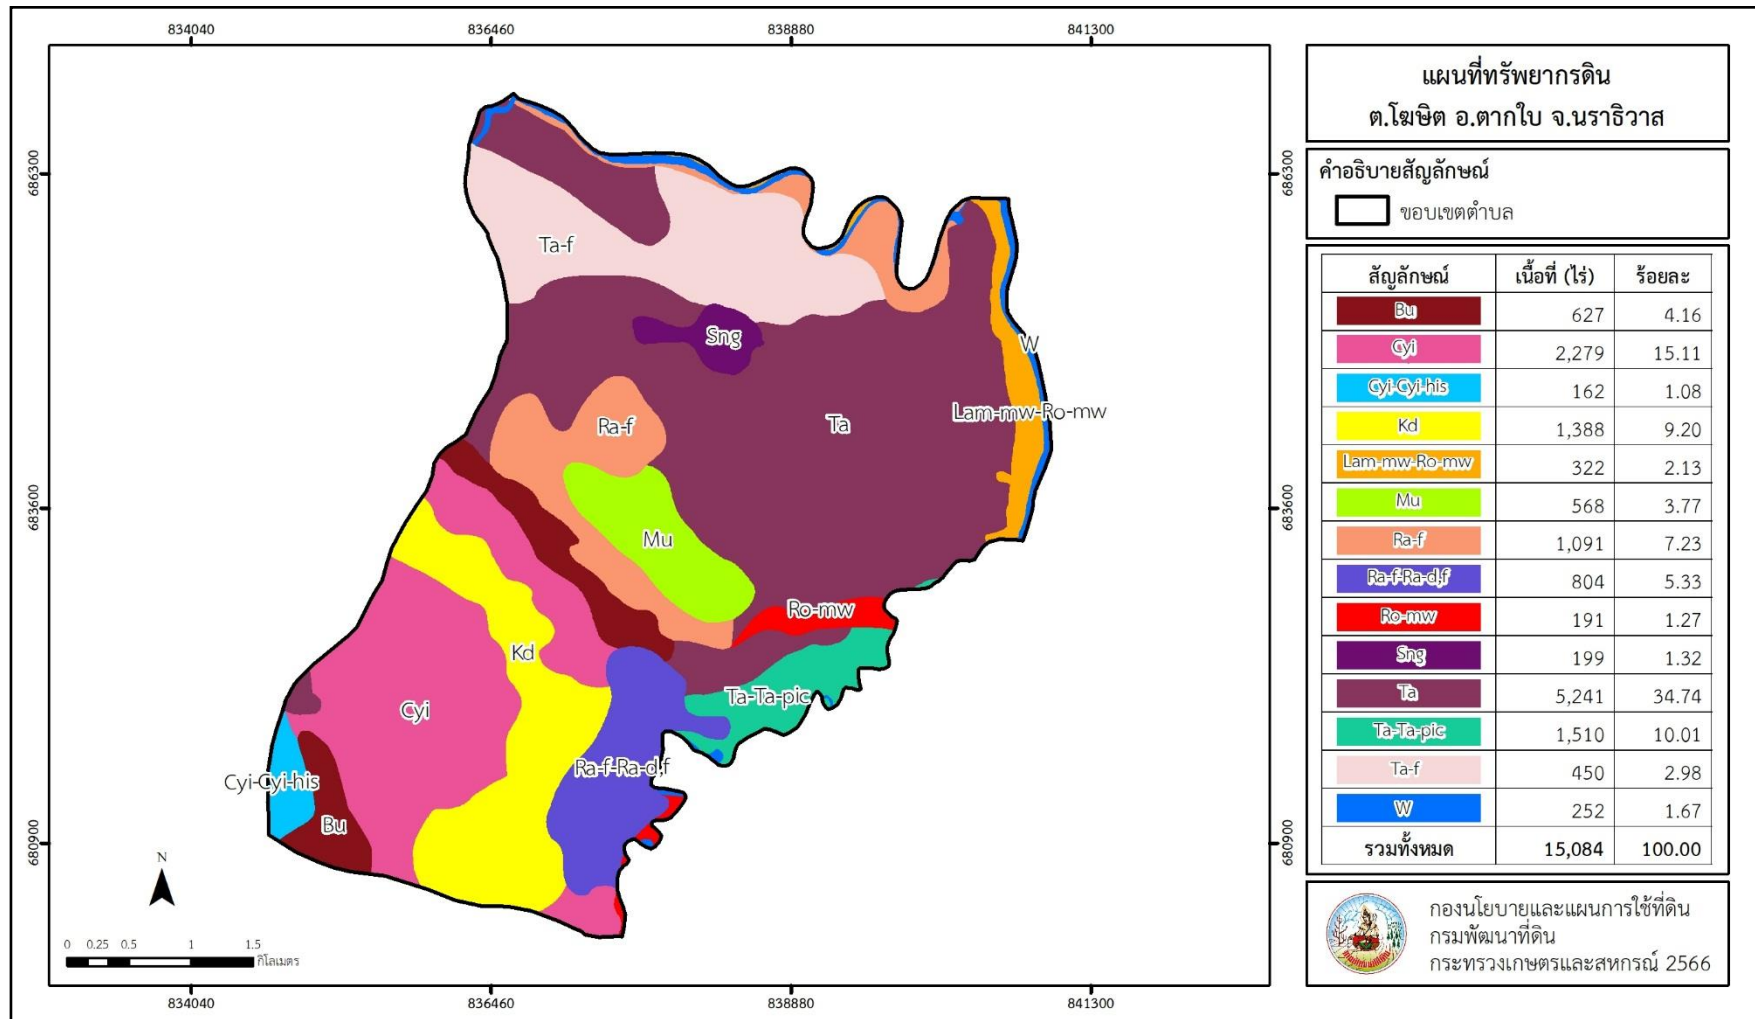 834040 836460 838880 841300
686300 686300
683600 683600
680900 680900
Ta-f
Sng
W
Ra-f
Ta
Lam-mw-Ro-mw
Mu
Ro-mw
Kd
Ta-Ta-pic
Cyi
Ra-f-Ra-d,f
Cyi-Cyi-his
Bu
N
0 0.25 0.5 1 1.5
กิโลเมตร
834040 836460 838880 841300
แผนที่ทรัพยากรดิน
ต.โฆษิต อ.ตากใบ จ.นราธิวาส
คำอธิบายสัญลักษณ์
ขอบเขตตำบล
สัญลักษณ์ เนื้อที่ (ไร่) ร้อยละ
Bu 627 4.16
Cyi 2,279 15.11
Cyi-Cyi-his 162 1.08
Kd 1,388 9.20
Lam-mw-Ro-mw 322 2.13
Mu 568 3.77
Ra-f 1,091 7.23
Ra-f-Ra-d,f 804 5.33
Ro-mw 191 1.27
Sng 199 1.32
Ta 5,241 34.74
Ta-Ta-pic 1,510 10.01
Ta-f 450 2.98
W 252 1.67
รวมทั้งหมด 15,084 100.00
กองนโยบายและแผนการใช้ที่ดิน
กรมพัฒนาที่ดิน
กระทรวงเกษตรและสหกรณ์ 2566